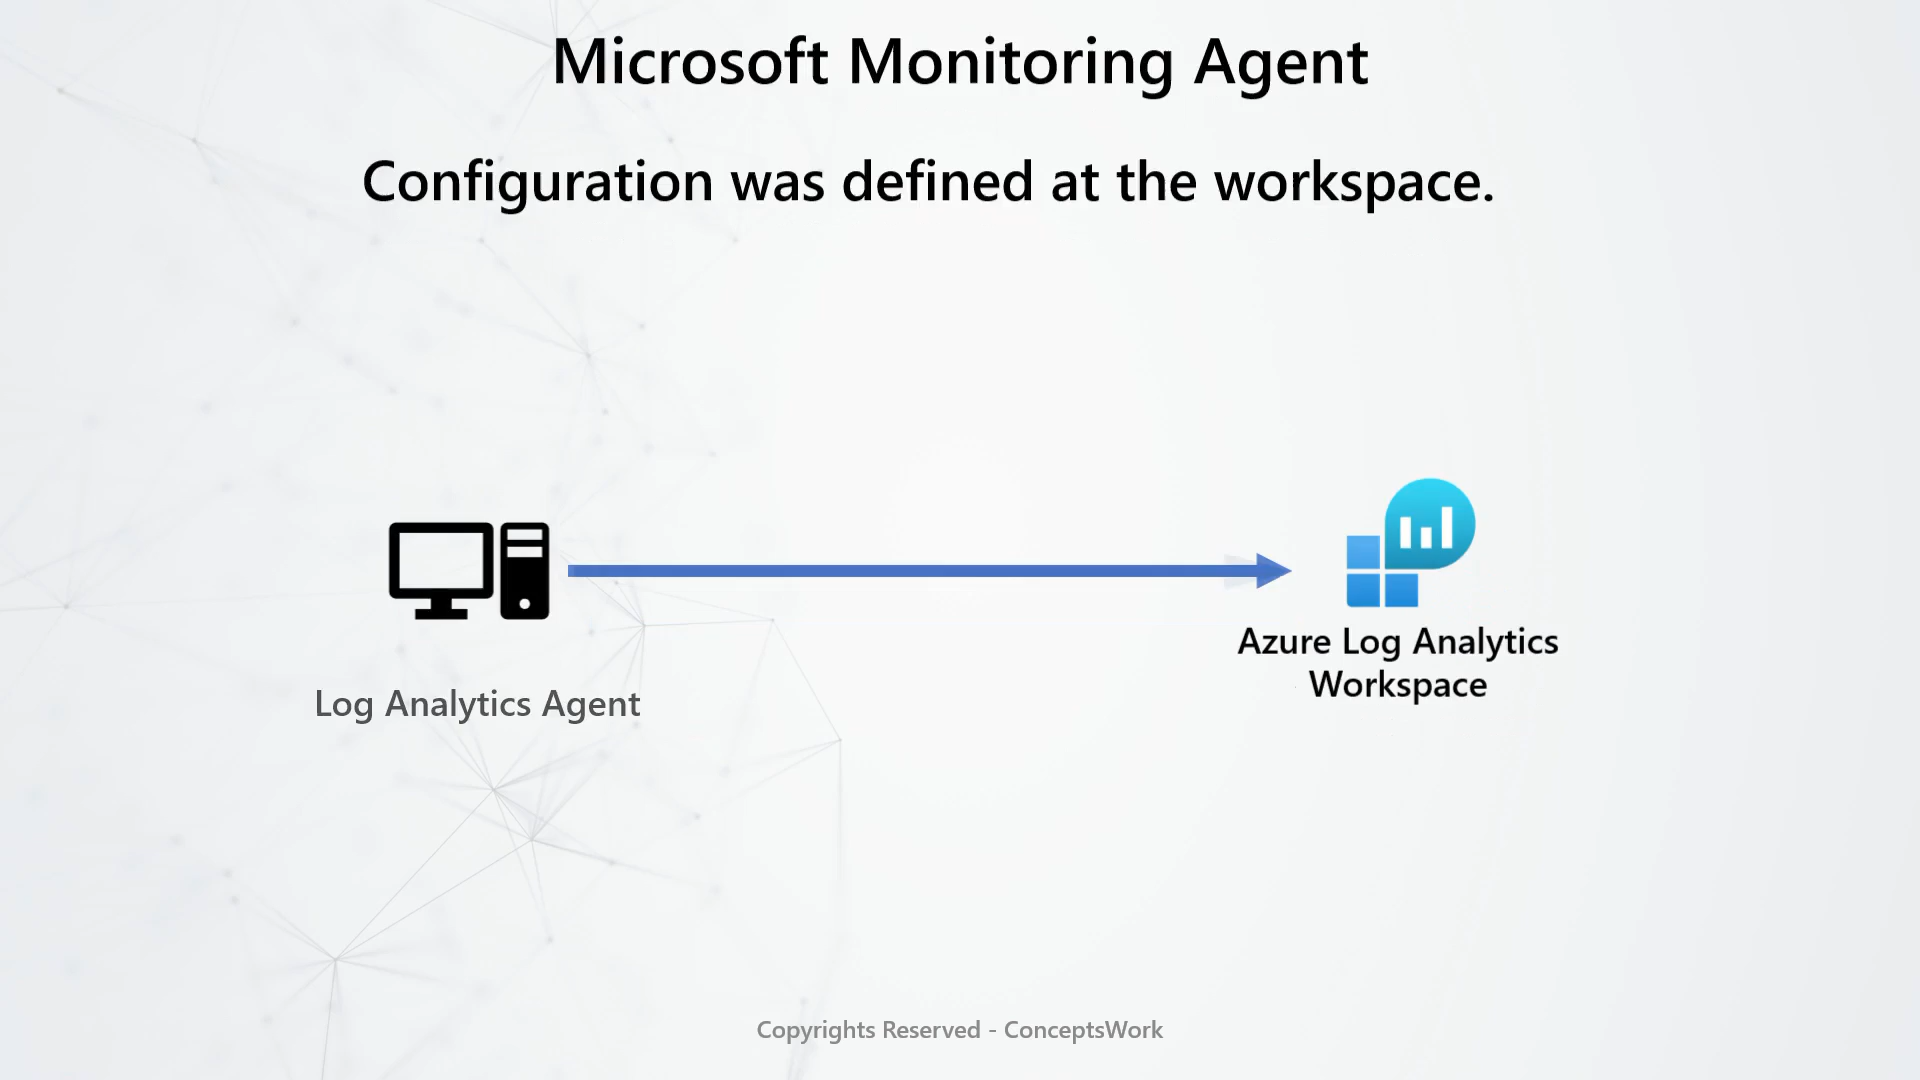 Microsoft Monitoring Agent
Configuration was defined at the workspace.
Log Analytics Agent
Azure Log Analytics
Workspace
Copyrights Reserved - ConceptsWork